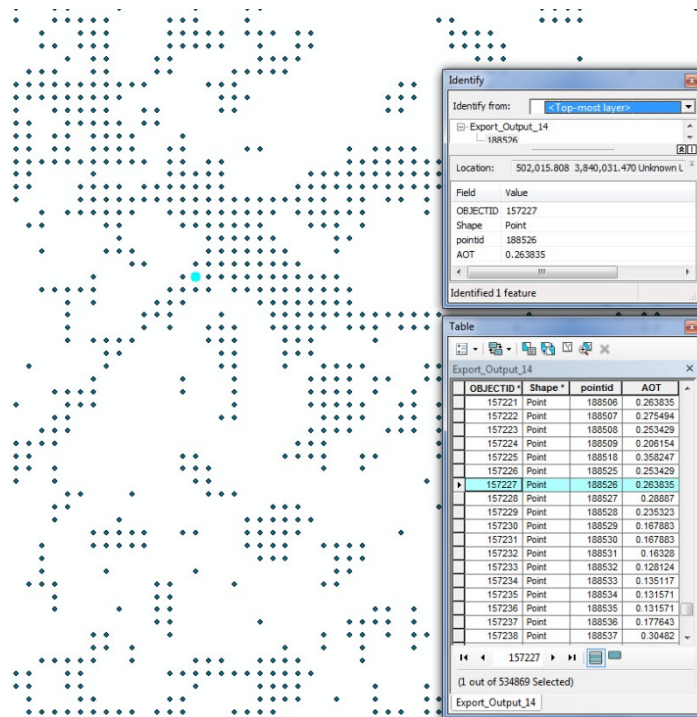 Identify
Identify from: <Top-most layer>
Export_Output_14
188526
Location: 502,015.808 3,840,031.470 Unknown U
Field Value
OBJECTID 157227
Shape Point
pointid 188526
AOT 0.263835
Identified 1 feature
Table
Export_Output_14
OBJECTID * Shape * pointid AOT
157221 Point 188506 0.263835
157222 Point 188507 0.275494
157223 Point 188508 0.253429
157224 Point 188509 0.206154
157225 Point 188518 0.358247
157226 Point 188525 0.253429
157227 Point 188526 0.263835
157228 Point 188527 0.28887
157229 Point 188528 0.235323
157230 Point 188529 0.167883
157231 Point 188530 0.167883
157232 Point 188531 0.16328
157233 Point 188532 0.128124
157234 Point 188533 0.135117
157235 Point 188534 0.131571
157236 Point 188535 0.131571
157237 Point 188536 0.177643
157238 Point 188537 0.30482
157227
(1 out of 534869 Selected)
Export_Output_14